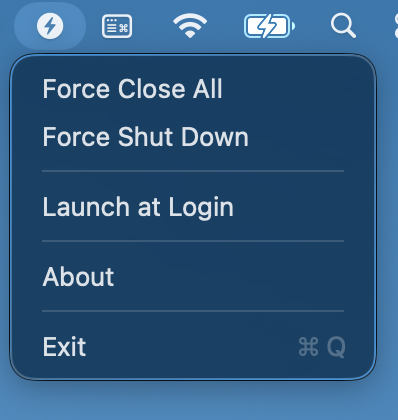 Force Close All
Force Shut Down
Launch at Login
About
Exit ⌘ Q